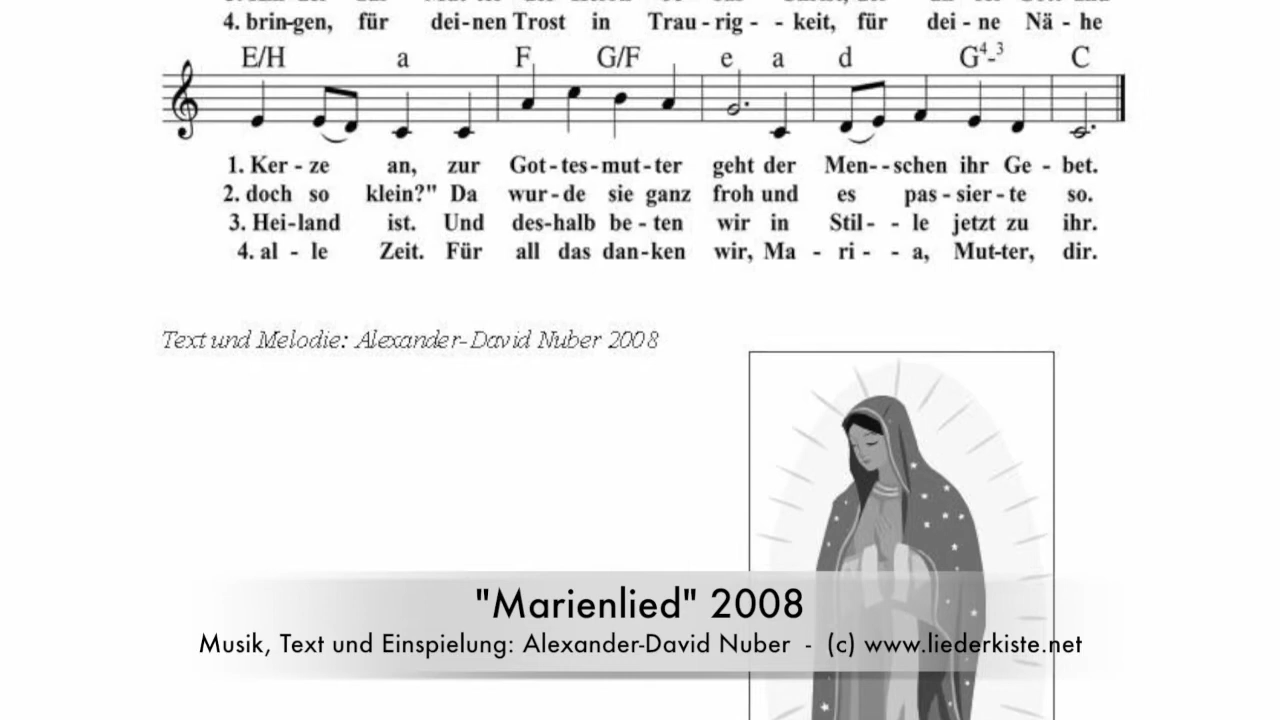 4. brin-gen, für dei-nen Trost in Trau-rig - - keit, für dei - ne Nä - he
E/H a F G/F e a d G4-3 C
1. Ker - ze an, zur Got-tes-mut-ter geht der Men--schen ihr Ge - bet.
2. doch so klein?" Da wur-de sie ganz froh und es pas-sier-te so.
3. Hei-land ist. Und des-halb be - ten wir in Stil- - le jetzt zu ihr.
4. al - le Zeit. Für all das dan-ken wir, Ma - ri - - a, Mut-ter, dir.
Text und Melodie: Alexander-David Nuber 2008
"Marienlied" 2008
Musik, Text und Einspielung: Alexander-David Nuber - (c) www.liederkiste.net